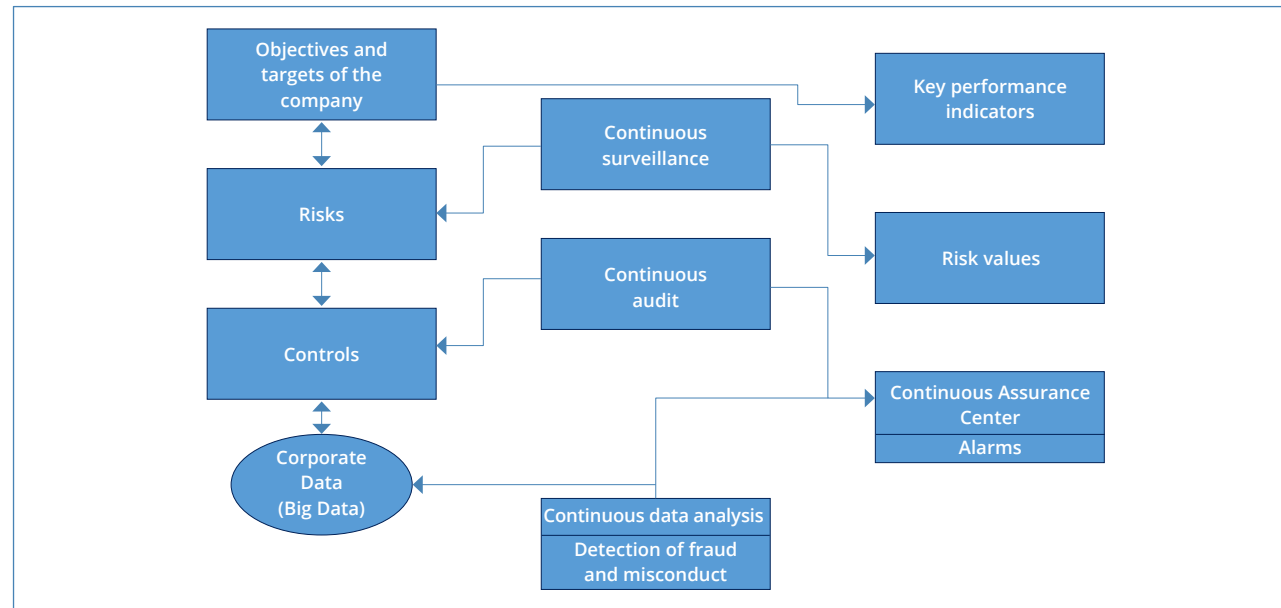 Objectives and
targets of the
company
Key performance
indicators
Continuous
surveillance
Risks
Risk values
Continuous
audit
Controls
Continuous Assurance
Center
Alarms
Corporate
Data
(Big Data)
Continuous data analysis
Detection of fraud
and misconduct